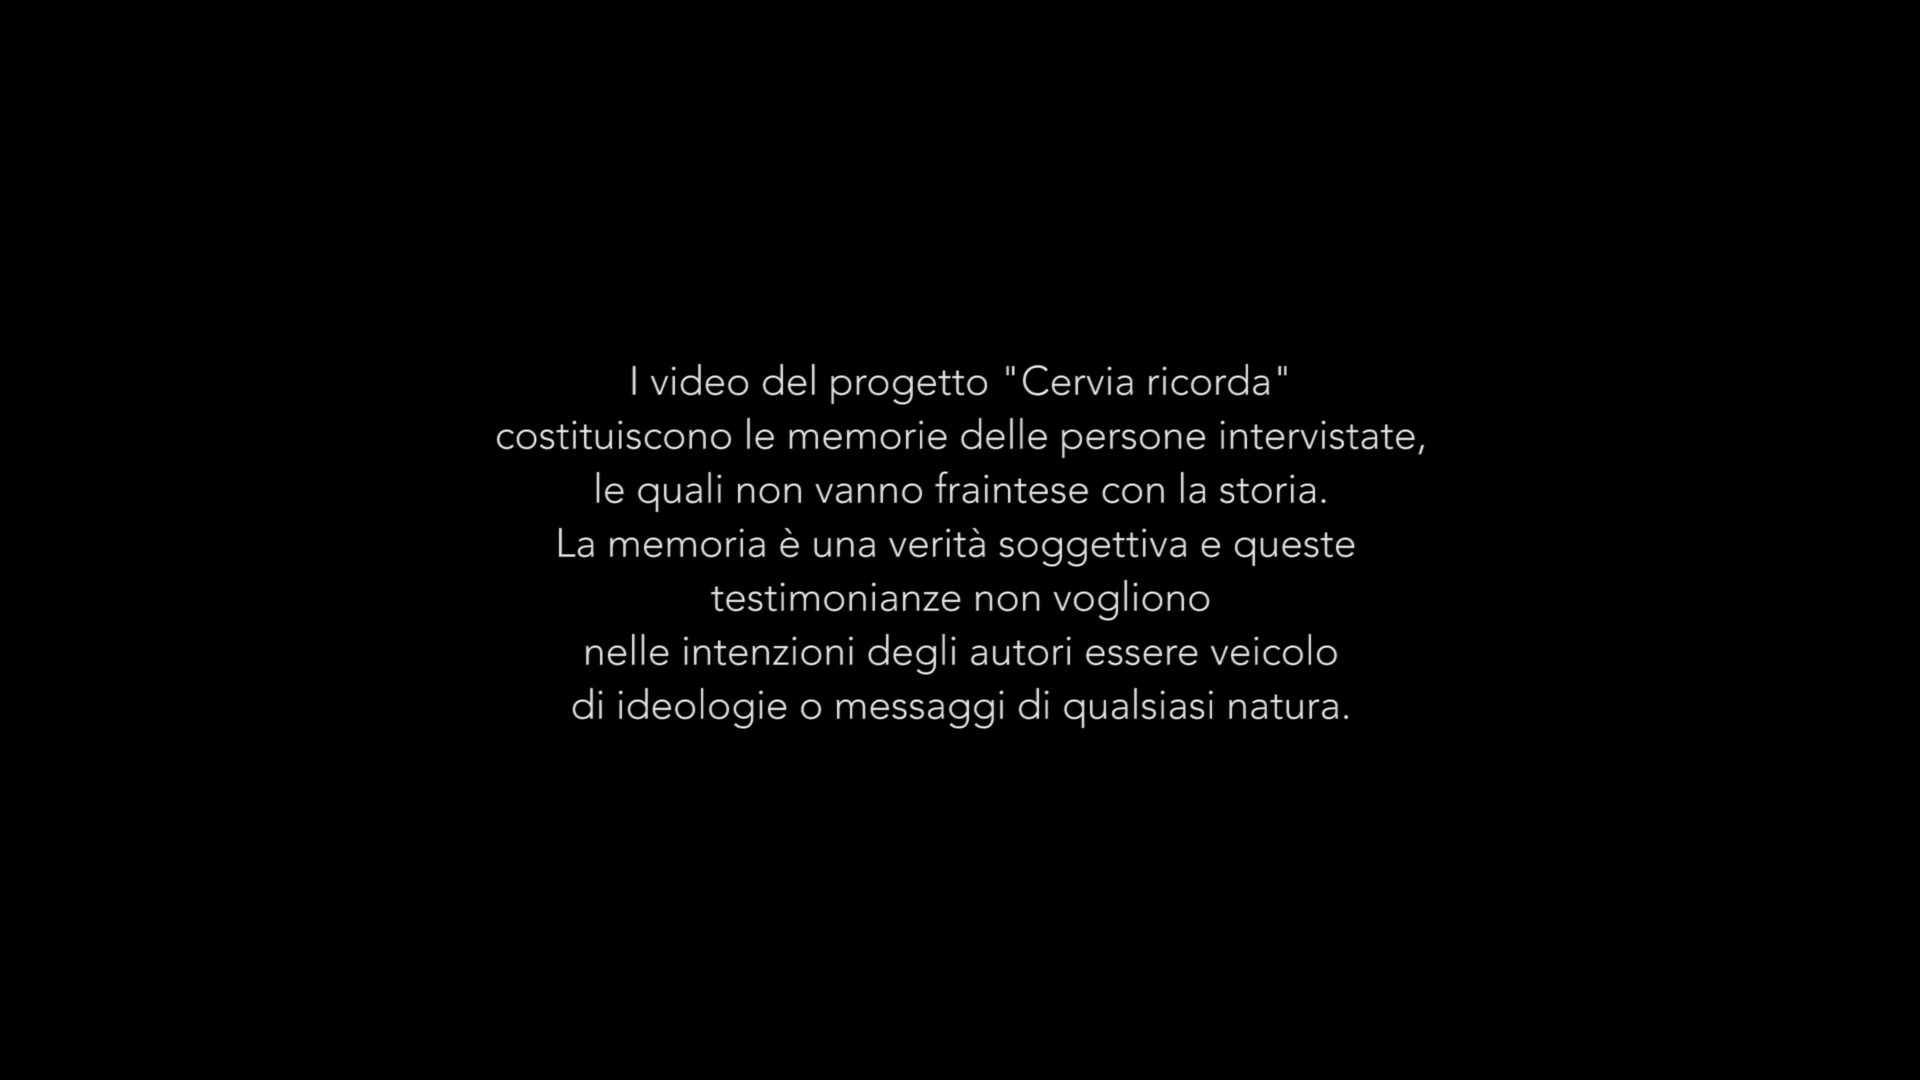 I video del progetto "Cervia ricorda"
costituiscono le memorie delle persone intervistate,
le quali non vanno fraintese con la storia.
La memoria è una verità soggettiva e queste
testimonianze non vogliono
nelle intenzioni degli autori essere veicolo
di ideologie o messaggi di qualsiasi natura.